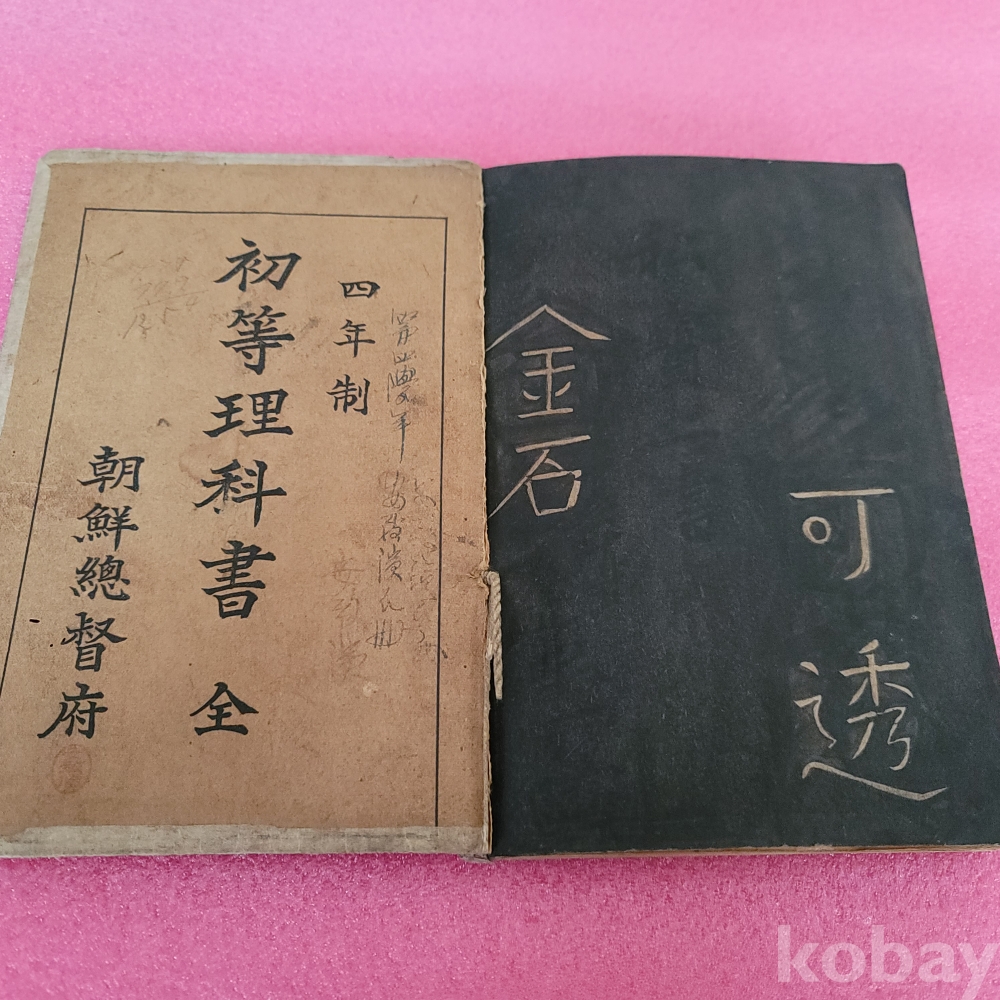 四年制
初等理科書 全
朝鮮總督府
金石
可透
kobay